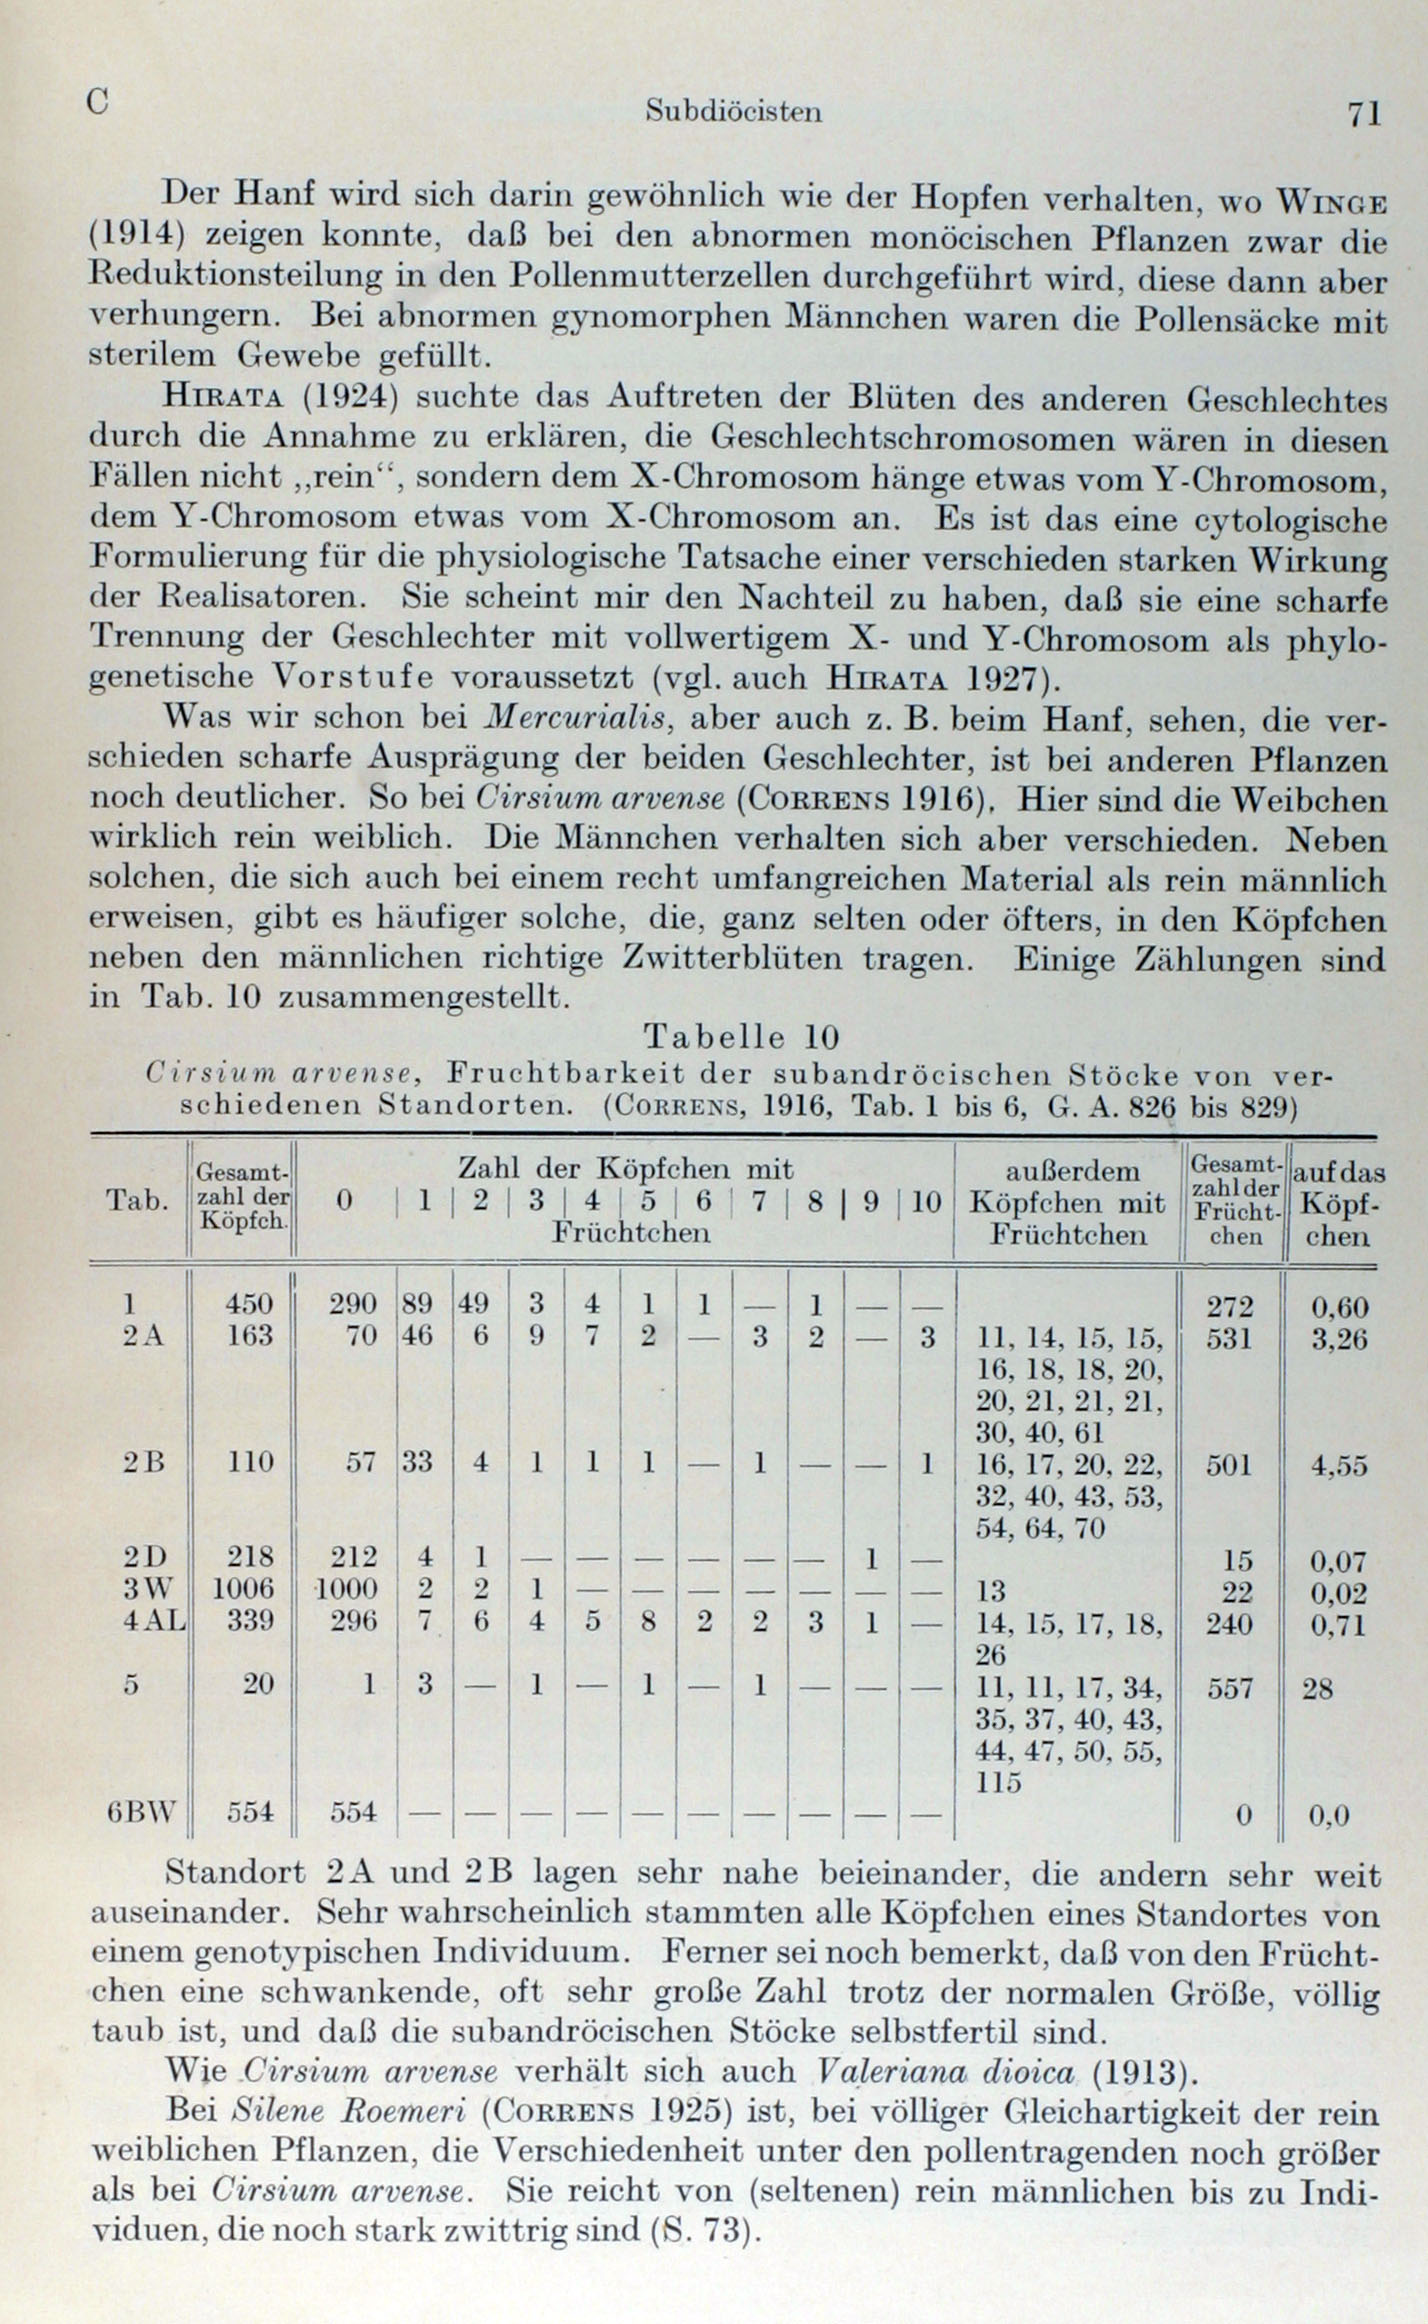 C
Subdiöcisten
71
Der Hanf wird sich darin gewöhnlich wie der Hopfen verhalten, wo WINGE
(1914) zeigen konnte, daß bei den abnormen monöcischen Pflanzen zwar die
Reduktionsteilung in den Pollenmutterzellen durchgeführt wird, diese dann aber
verhungern. Bei abnormen gynomorphen Männchen waren die Pollensäcke mit
sterilem Gewebe gefüllt.
HIRATA (1924) suchte das Auftreten der Blüten des anderen Geschlechtes
durch die Annahme zu erklären, die Geschlechtschromosomen wären in diesen
Fällen nicht „rein“, sondern dem X-Chromosom hänge etwas vom Y-Chromosom,
dem Y-Chromosom etwas vom X-Chromosom an. Es ist das eine cytologische
Formulierung für die physiologische Tatsache einer verschieden starken Wirkung
der Realisatoren. Sie scheint mir den Nachteil zu haben, daß sie eine scharfe
Trennung der Geschlechter mit vollwertigem X- und Y-Chromosom als phylo-
genetische Vorstufe voraussetzt (vgl. auch HIRATA 1927).
Was wir schon bei Mercurialis, aber auch z. B. beim Hanf, sehen, die ver-
schieden scharfe Ausprägung der beiden Geschlechter, ist bei anderen Pflanzen
noch deutlicher. So bei Cirsium arvense (CORRENS 1916). Hier sind die Weibchen
wirklich rein weiblich. Die Männchen verhalten sich aber verschieden. Neben
solchen, die sich auch bei einem recht umfangreichen Material als rein männlich
erweisen, gibt es häufiger solche, die, ganz selten oder öfters, in den Köpfchen
neben den männlichen richtige Zwitterblüten tragen. Einige Zählungen sind
in Tab. 10 zusammengestellt.
Tabelle 10
Cirsium arvense, Fruchtbarkeit der subandröcischen Stöcke von ver-
schiedenen Standorten. (CORRENS, 1916, Tab. 1 bis 6, G. A. 826 bis 829)
Tab. | Gesamt-zahl der Köpfch. | Zahl der Köpfchen mit 0 | 1 | 2 | 3 | 4 | 5 | 6 | 7 | 8 | 9 | 10 Früchtchen | außerdem Köpfchen mit Früchtchen | Gesamt-zahl der Frücht-chen | auf das Köpf-chen
1 450 290 89 49 3 4 1 1 — 1 — — 272 0,60
2A 163 70 46 6 9 7 2 — 3 2 — 3 11, 14, 15, 15, 531 3,26
16, 18, 18, 20,
20, 21, 21, 21,
30, 40, 61
2B 110 57 33 4 1 1 1 — 1 — — 1 16, 17, 20, 22, 501 4,55
32, 40, 43, 53,
54, 64, 70
2D 218 212 4 1 — — — — — — 1 — 15 0,07
3W 1006 1000 2 2 1 — — — — — — — 13 22 0,02
4AL 339 296 7 6 4 5 8 2 2 3 1 — 14, 15, 17, 18, 240 0,71
26
5 20 1 3 — 1 — 1 — 1 — — — 11, 11, 17, 34, 557 28
35, 37, 40, 43,
44, 47, 50, 55,
115
6BW 554 554 — — — — — — — — — — 0 0,0
Standort 2A und 2B lagen sehr nahe beieinander, die andern sehr weit
auseinander. Sehr wahrscheinlich stammten alle Köpfchen eines Standortes von
einem genotypischen Individuum. Ferner sei noch bemerkt, daß von den Frücht-
chen eine schwankende, oft sehr große Zahl trotz der normalen Größe, völlig
taub ist, und daß die subandröcischen Stöcke selbstfertil sind.
Wie Cirsium arvense verhält sich auch Valeriana dioica (1913).
Bei Silene Roemeri (CORRENS 1925) ist, bei völliger Gleichartigkeit der rein
weiblichen Pflanzen, die Verschiedenheit unter den pollentragenden noch größer
als bei Cirsium arvense. Sie reicht von (seltenen) rein männlichen bis zu Indi-
viduen, die noch stark zwittrig sind (S. 73).